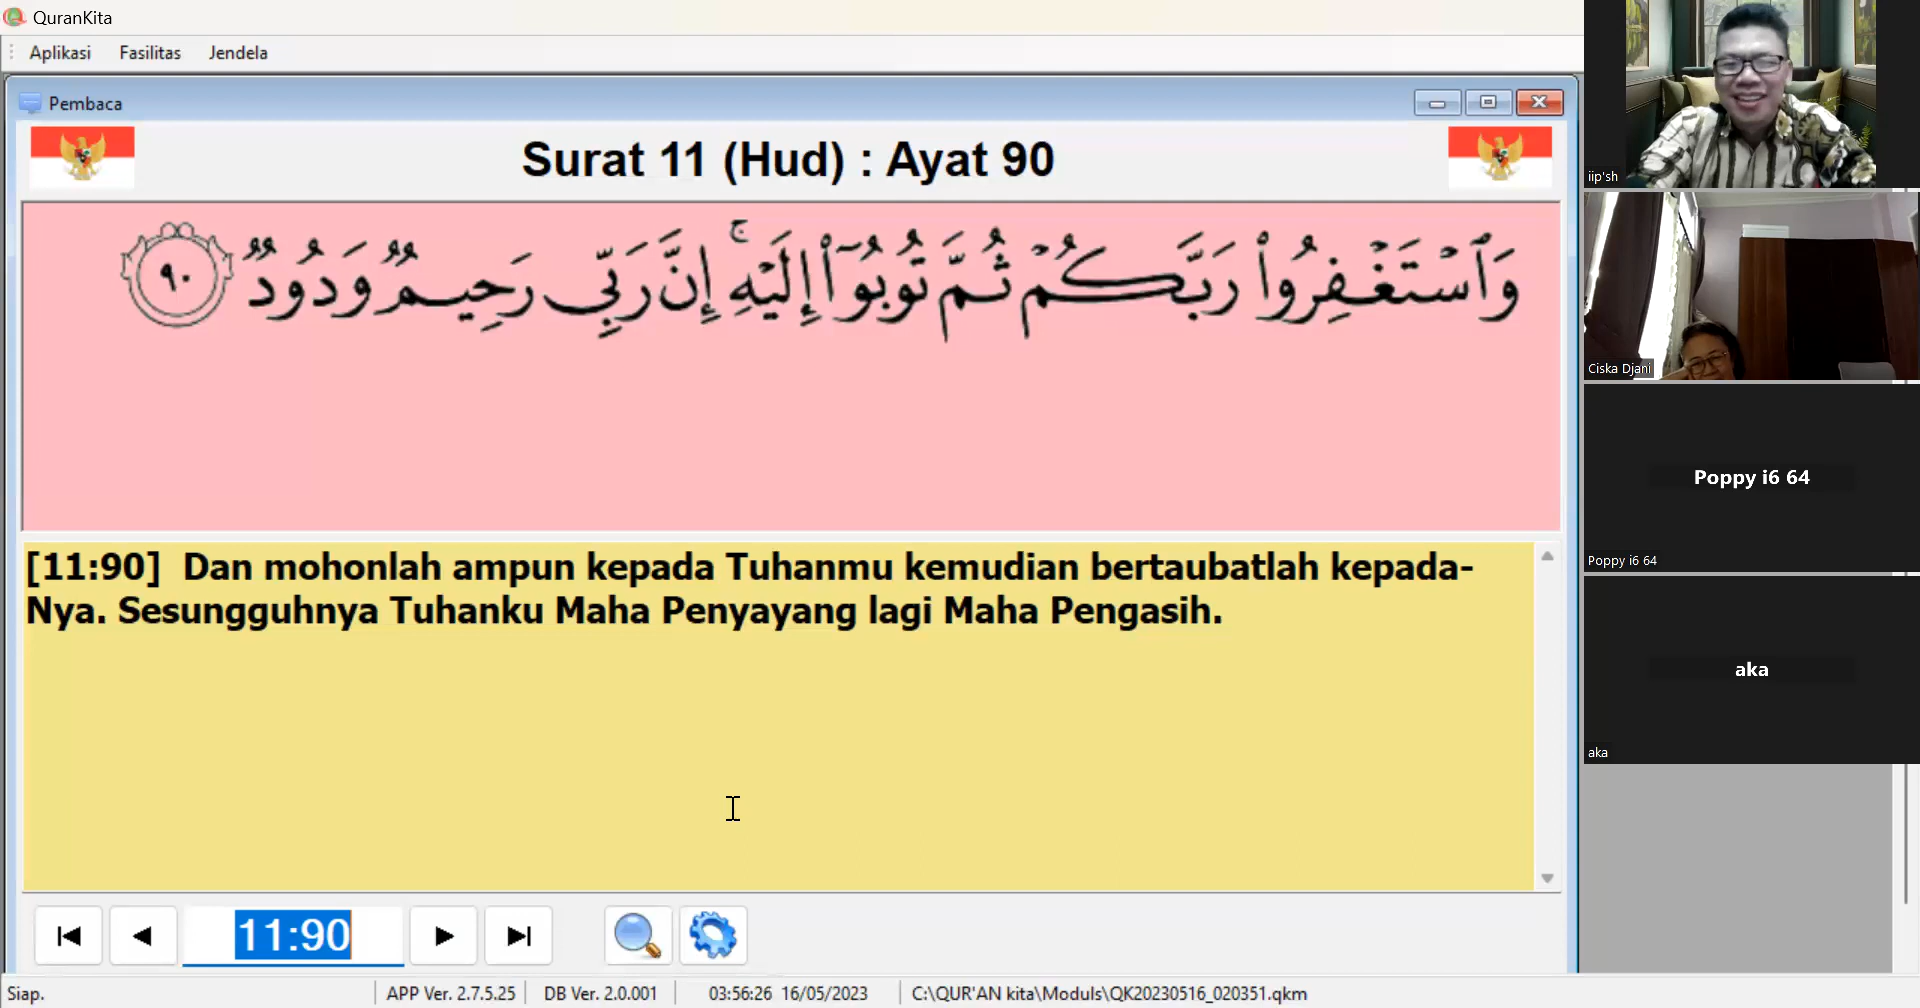 QuranKita
Aplikasi Fasilitas Jendela
Pembaca
Surat 11 (Hud) : Ayat 90
وَٱسْتَغْفِرُوا۟ رَبَّكُمْ ثُمَّ تُوبُوٓا۟ إِلَيْهِ ۚ إِنَّ رَبِّى رَحِيمٌ وَدُودٌ ٩٠
[11:90] Dan mohonlah ampun kepada Tuhanmu kemudian bertaubatlah kepada-
Nya. Sesungguhnya Tuhanku Maha Penyayang lagi Maha Pengasih.
11:90
Siap. APP Ver. 2.7.5.25 DB Ver. 2.0.001 03:56:26 16/05/2023 C:\QUR'AN kita\Moduls\QK20230516_020351.qkm
iip'sh
Ciska Djani
Poppy i6 64
Poppy i6 64
aka
aka